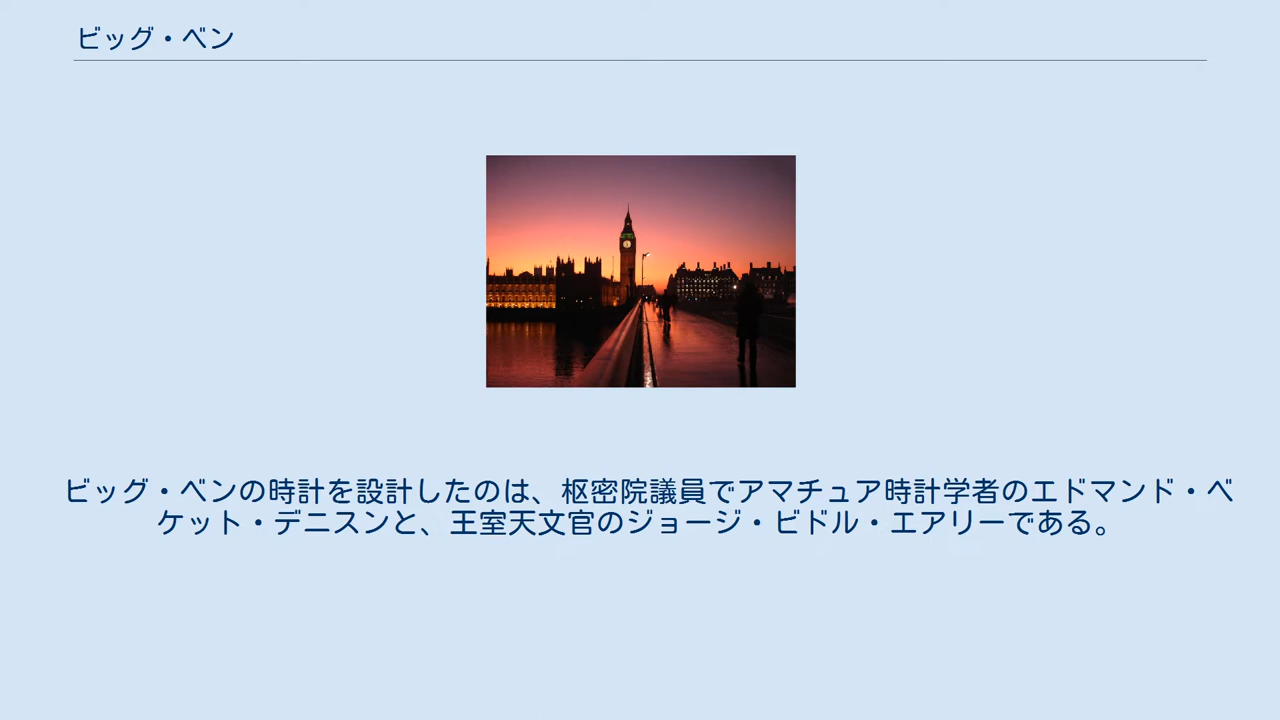 ビッグ・ベン
ビッグ・ベンの時計を設計したのは、枢密院議員でアマチュア時計学者のエドマンド・ベ
ケット・デニスンと、王室天文官のジョージ・ビドル・エアリーである。